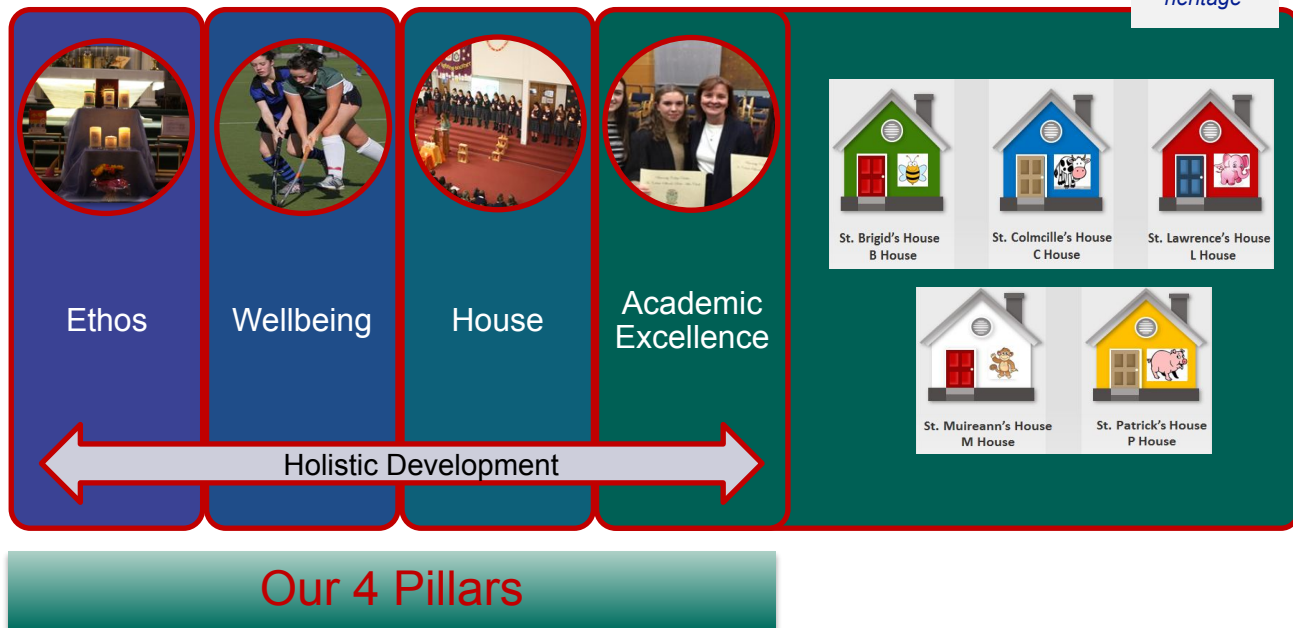 heritage
St. Brigid's House
B House
St. Colmcille's House
C House
St. Lawrence's House
L House
Ethos
Wellbeing
House
Academic
Excellence
St. Muireann's House
M House
St. Patrick's House
P House
Holistic Development
Our 4 Pillars